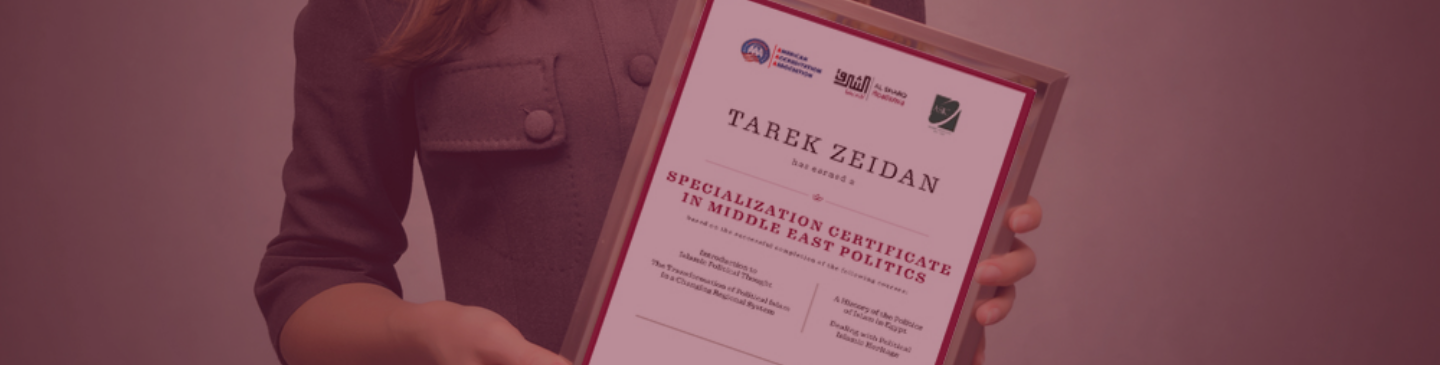 AMERICAN
ACCREDITATION
ASSOCIATION
الشرق
AL SHARQ
Academia
TAREK ZEIDAN
has earned a
SPECIALIZATION CERTIFICATE
IN MIDDLE EAST POLITICS
based on the successful completion of the following courses:
Introduction to
Islamic Political Thought
The Transformation of Political Islam
in a Changing Regional System
A History of the Politics
of Islam in Egypt
Dealing with Political
Islamic Heritage